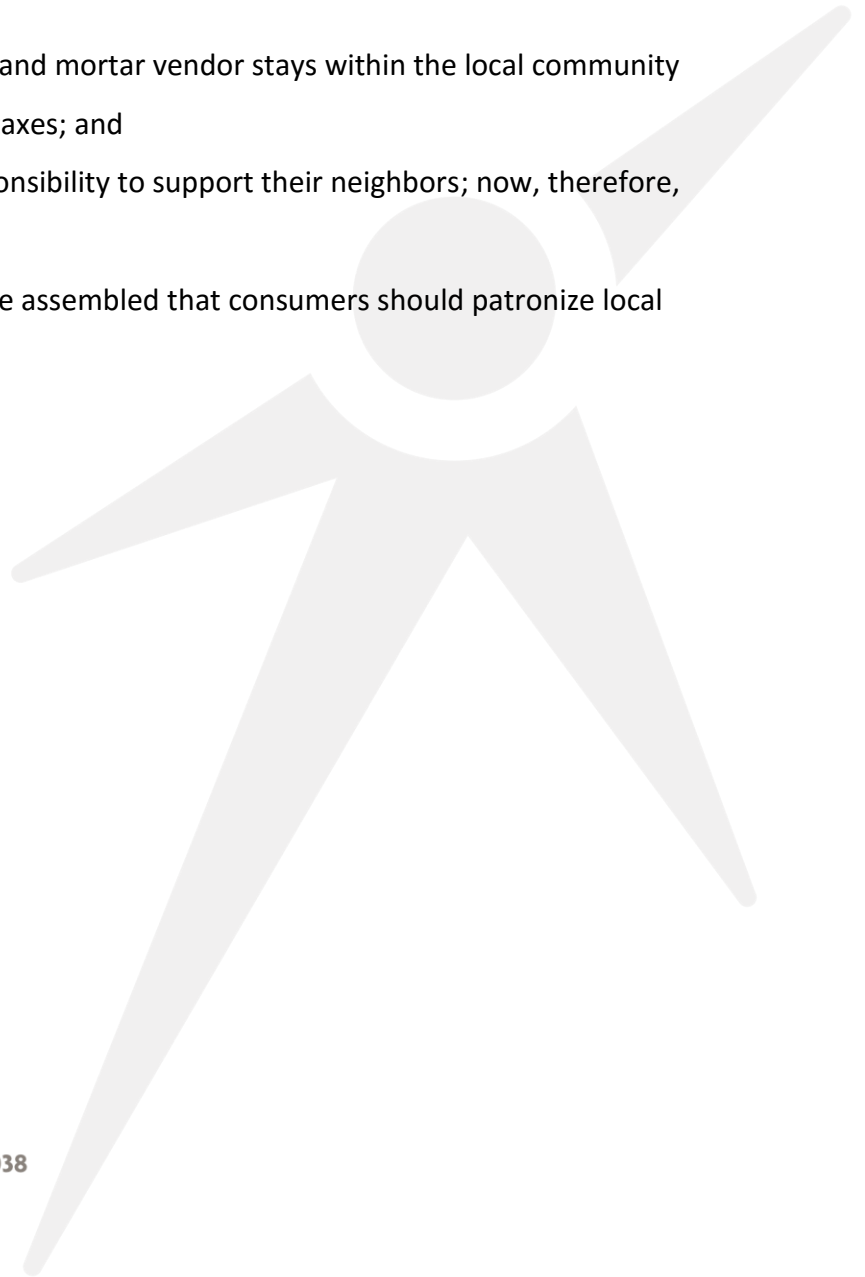 and mortar vendor stays within the local community
axes; and
onsibility to support their neighbors; now, therefore,
e assembled that consumers should patronize local
38